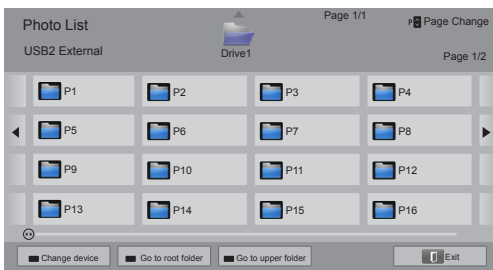 Photo List
Page 1/1
P Page Change
USB2 External
Drive1
Page 1/2
P1 P2 P3 P4
P5 P6 P7 P8
P9 P10 P11 P12
P13 P14 P15 P16
Change device Go to root folder Go to upper folder Exit